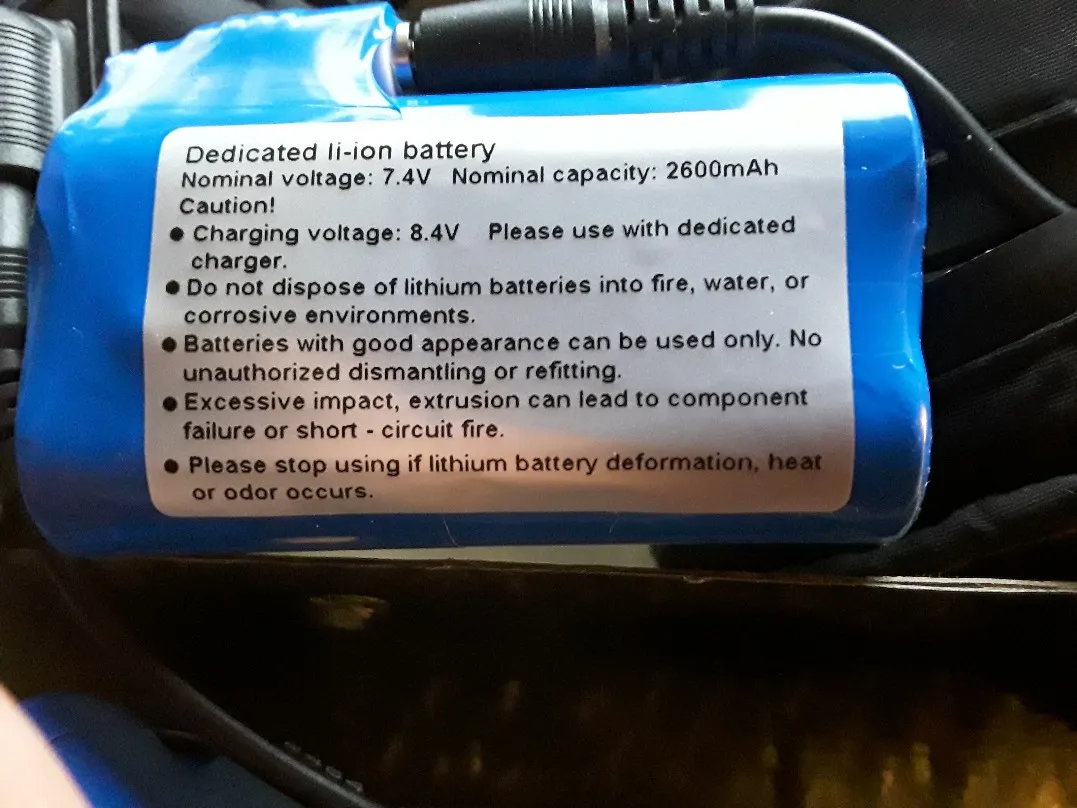 Dedicated li-ion battery
Nominal voltage: 7.4V Nominal capacity: 2600mAh
Caution!
● Charging voltage: 8.4V Please use with dedicated
charger.
● Do not dispose of lithium batteries into fire, water, or
corrosive environments.
● Batteries with good appearance can be used only. No
unauthorized dismantling or refitting.
● Excessive impact, extrusion can lead to component
failure or short - circuit fire.
● Please stop using if lithium battery deformation, heat
or odor occurs.